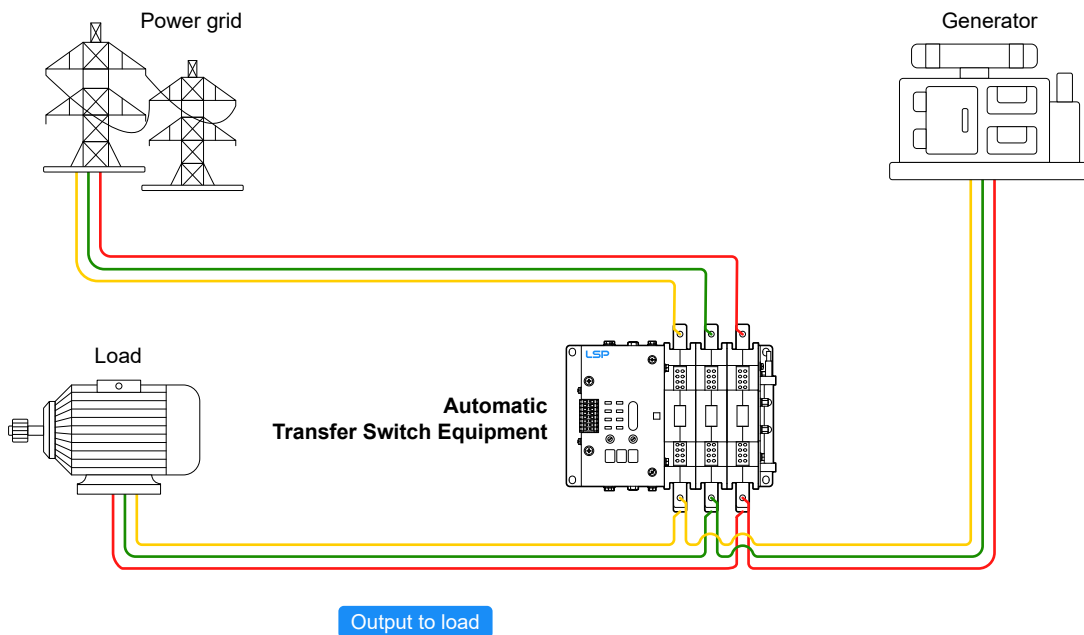 Power grid
Generator
Load
LSP
Automatic
Transfer Switch Equipment
Output to load